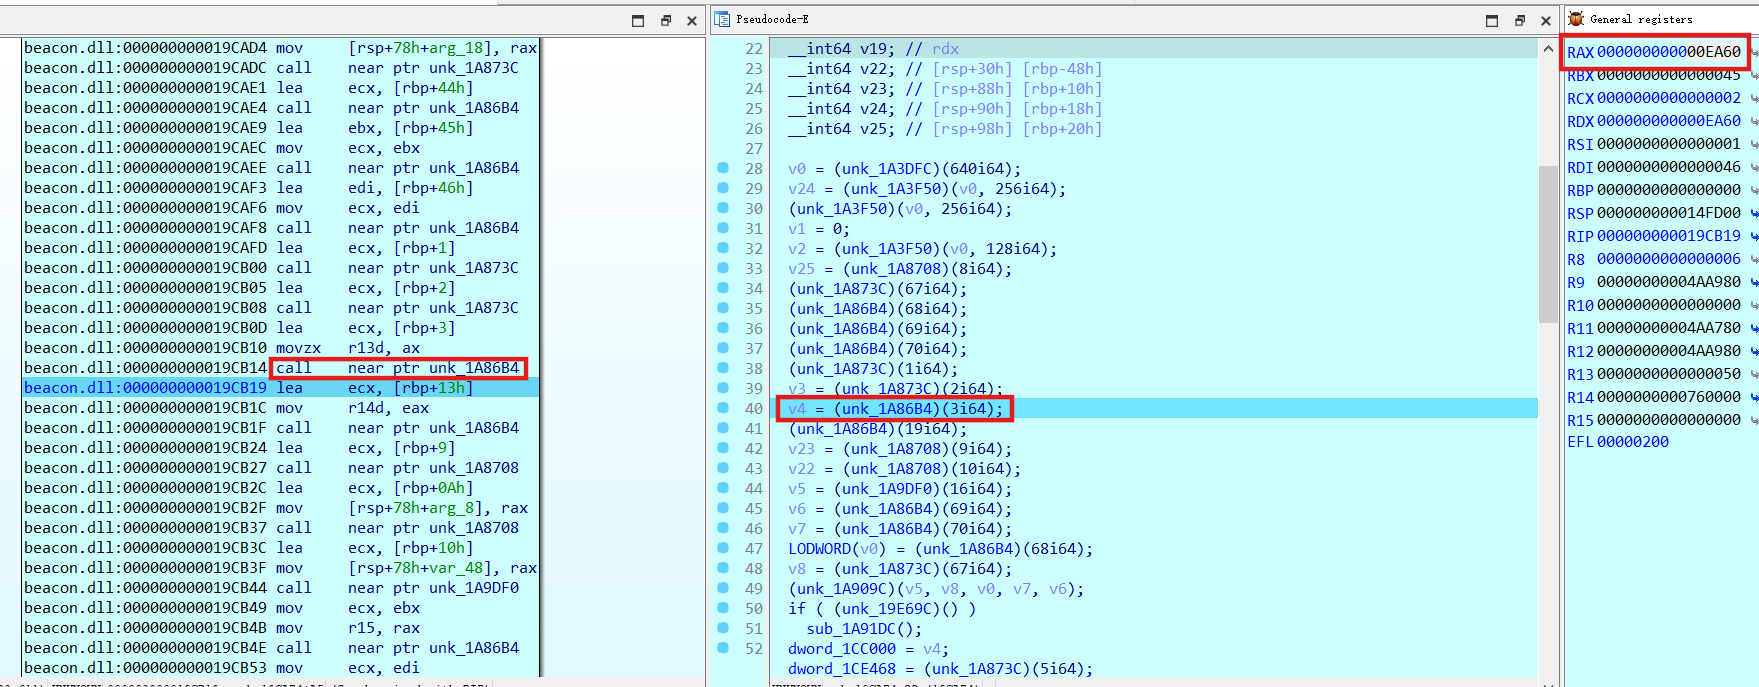 Pseudocode-E
General registers
beacon.dll:000000000019CAD4 mov [rsp+78h+arg_18], rax
beacon.dll:000000000019CADC call near ptr unk_1A873C
beacon.dll:000000000019CAE1 lea ecx, [rbp+44h]
beacon.dll:000000000019CAE4 call near ptr unk_1A86B4
beacon.dll:000000000019CAE9 lea ebx, [rbp+45h]
beacon.dll:000000000019CAEC mov ecx, ebx
beacon.dll:000000000019CAEE call near ptr unk_1A86B4
beacon.dll:000000000019CAF3 lea edi, [rbp+46h]
beacon.dll:000000000019CAF6 mov ecx, edi
beacon.dll:000000000019CAF8 call near ptr unk_1A86B4
beacon.dll:000000000019CAFD lea ecx, [rbp+1]
beacon.dll:000000000019CB00 call near ptr unk_1A873C
beacon.dll:000000000019CB05 lea ecx, [rbp+2]
beacon.dll:000000000019CB08 call near ptr unk_1A873C
beacon.dll:000000000019CB0D lea ecx, [rbp+3]
beacon.dll:000000000019CB10 movzx r13d, ax
beacon.dll:000000000019CB14 call near ptr unk_1A86B4
beacon.dll:000000000019CB19 lea ecx, [rbp+13h]
beacon.dll:000000000019CB1C mov r14d, eax
beacon.dll:000000000019CB1F call near ptr unk_1A86B4
beacon.dll:000000000019CB24 lea ecx, [rbp+9]
beacon.dll:000000000019CB27 call near ptr unk_1A8708
beacon.dll:000000000019CB2C lea ecx, [rbp+0Ah]
beacon.dll:000000000019CB2F mov [rsp+78h+arg_8], rax
beacon.dll:000000000019CB37 call near ptr unk_1A8708
beacon.dll:000000000019CB3C lea ecx, [rbp+10h]
beacon.dll:000000000019CB3F mov [rsp+78h+var_48], rax
beacon.dll:000000000019CB44 call near ptr unk_1A9DF0
beacon.dll:000000000019CB49 mov ecx, ebx
beacon.dll:000000000019CB4B mov r15, rax
beacon.dll:000000000019CB4E call near ptr unk_1A86B4
beacon.dll:000000000019CB53 mov ecx, edi
22 __int64 v19; // rdx
23 __int64 v22; // [rsp+30h] [rbp-48h]
24 __int64 v23; // [rsp+88h] [rbp+10h]
25 __int64 v24; // [rsp+90h] [rbp+18h]
26 __int64 v25; // [rsp+98h] [rbp+20h]
27
28 v0 = (unk_1A3DFC)(640i64);
29 v24 = (unk_1A3F50)(v0, 256i64);
30 (unk_1A3F50)(v0, 256i64);
31 v1 = 0;
32 v2 = (unk_1A3F50)(v0, 128i64);
33 v25 = (unk_1A8708)(8i64);
34 (unk_1A873C)(67i64);
35 (unk_1A86B4)(68i64);
36 (unk_1A86B4)(69i64);
37 (unk_1A86B4)(70i64);
38 (unk_1A873C)(1i64);
39 v3 = (unk_1A873C)(2i64);
40 v4 = (unk_1A86B4)(3i64);
41 (unk_1A86B4)(19i64);
42 v23 = (unk_1A8708)(9i64);
43 v22 = (unk_1A8708)(10i64);
44 v5 = (unk_1A9DF0)(16i64);
45 v6 = (unk_1A86B4)(69i64);
46 v7 = (unk_1A86B4)(70i64);
47 LODWORD(v0) = (unk_1A86B4)(68i64);
48 v8 = (unk_1A873C)(67i64);
49 (unk_1A909C)(v5, v8, v0, v7, v6);
50 if ( (unk_19E69C)() )
51 sub_1A91DC();
52 dword_1CC000 = v4;
dword_1CE468 = (unk_1A873C)(5i64);
RAX 000000000000EA60
RBX 0000000000000045
RCX 0000000000000002
RDX 000000000000EA60
RSI 0000000000000001
RDI 0000000000000046
RBP 0000000000000000
RSP 000000000014FD00
RIP 000000000019CB19
R8 0000000000000006
R9 00000000004AA980
R10 0000000000000000
R11 00000000004AA780
R12 00000000004AA980
R13 0000000000000050
R14 0000000000760000
R15 0000000000000000
EFL 00000200